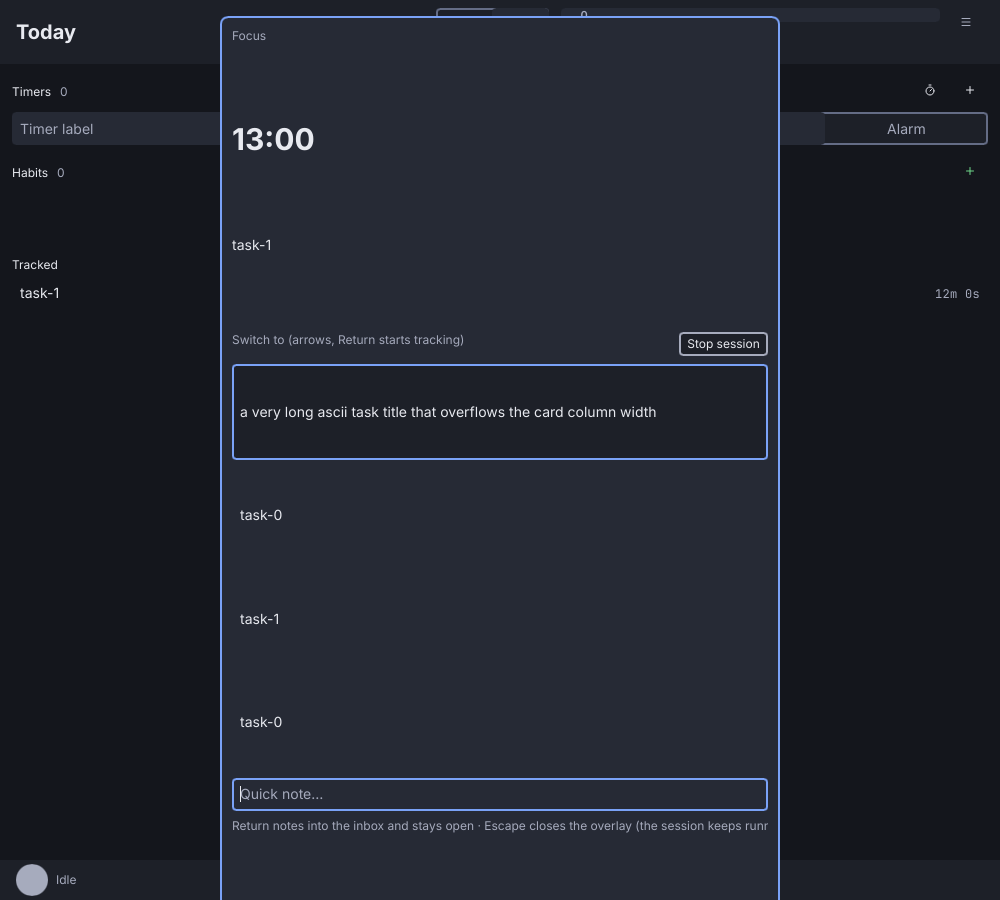 Today
Focus
Timers 0
13:00
Timer label
Alarm
Habits 0
task-1
Tracked
task-1
12m 0s
Switch to (arrows, Return starts tracking)
Stop session
a very long ascii task title that overflows the card column width
task-0
task-1
task-0
Quick note...
Return notes into the inbox and stays open · Escape closes the overlay (the session keeps
Idle